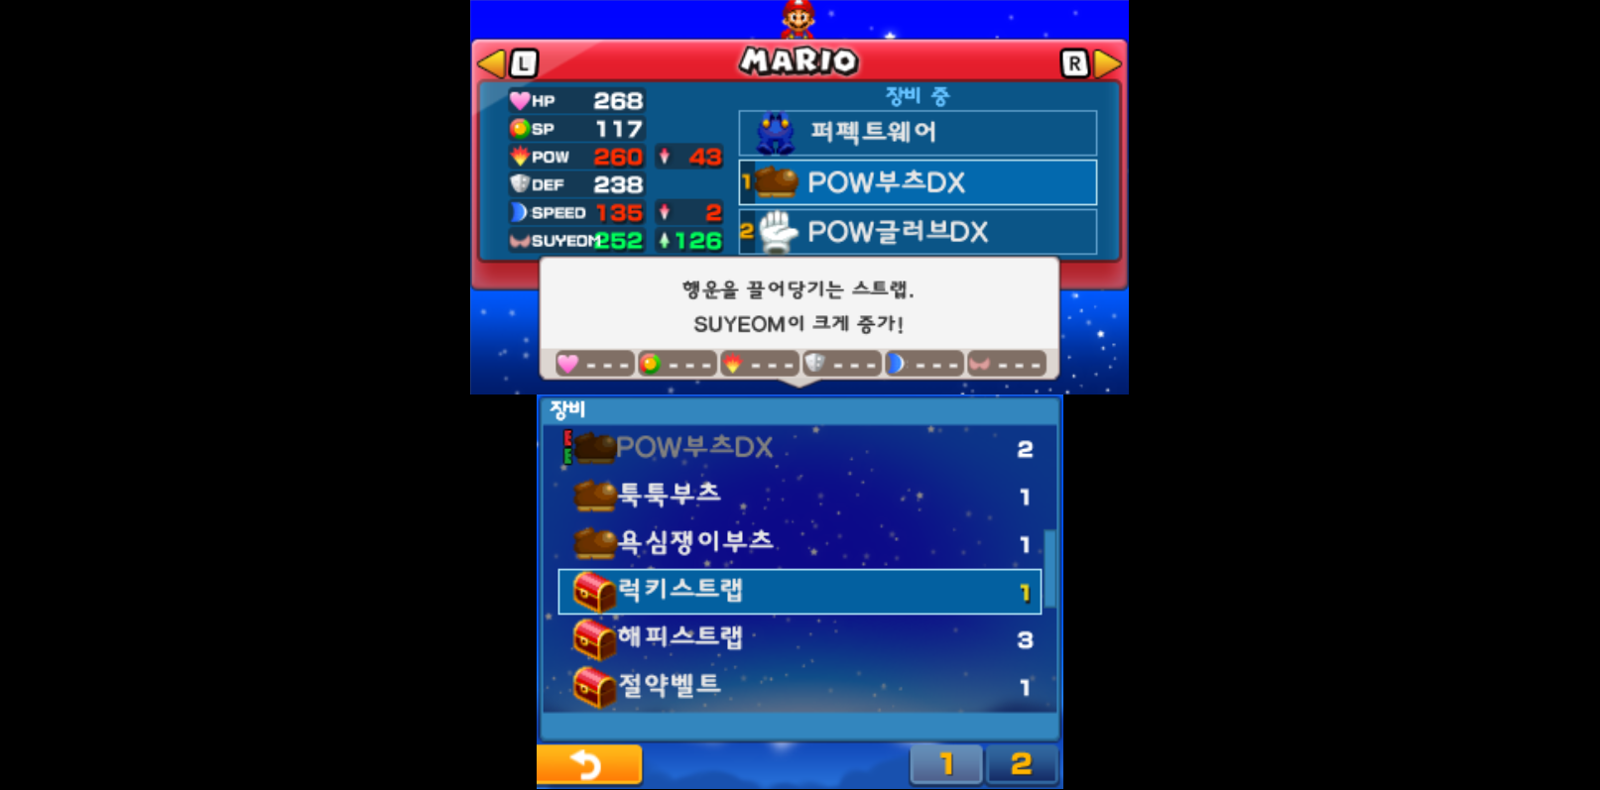 L
MARIO
R
HP 268
SP 117
POW 260 43
DEF 238
SPEED 135 2
SUYEOM 252 126
장비 중
퍼펙트웨어
1 POW부츠DX
2 POW글러브DX
행운을 끌어당기는 스트랩.
SUYEOM이 크게 증가!
--- --- --- --- --- ---
장비
E
E
POW부츠DX 2
툭툭부츠 1
욕심쟁이부츠 1
럭키스트랩 1
해피스트랩 3
절약벨트 1
1
2